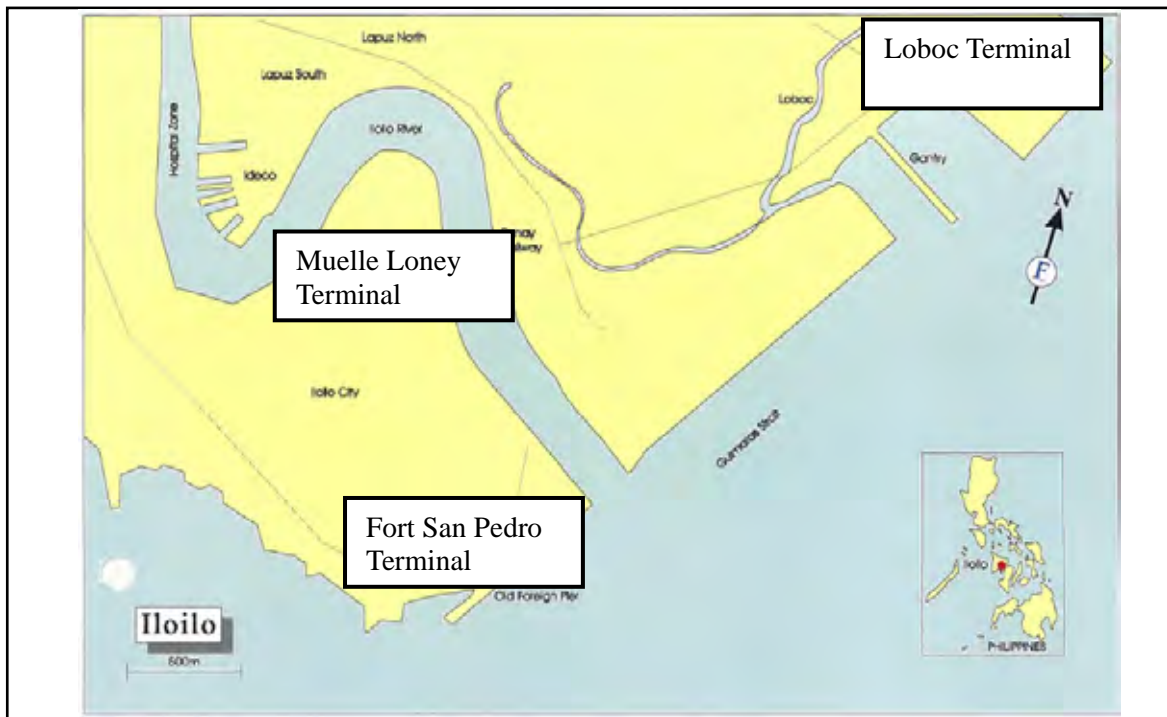 Lapuz North
Loboc Terminal
Lapuz South
Hospital Zone
Iloilo River
Loboc
Gantry
Ideco
N
F
Muelle Loney
Terminal
Iloilo City
Guimaras Strait
Fort San Pedro
Terminal
Old Foreign Pier
Iloilo
Iloilo
500m
PHILIPPINES